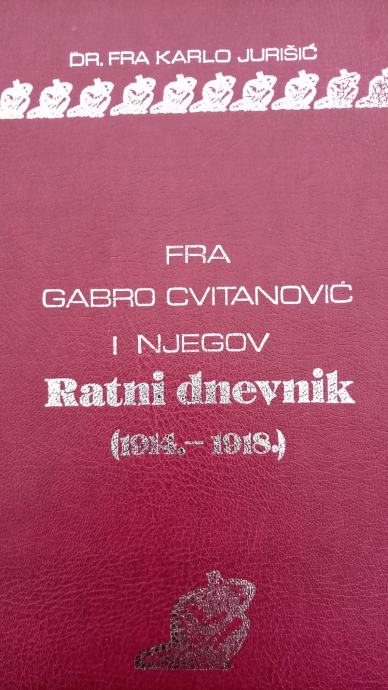 DR. FRA KARLO JURIŠIĆ
FRA
GABRO CVITANOVIĆ
I NJEGOV
Ratni dnevnik
(1914.—1918.)